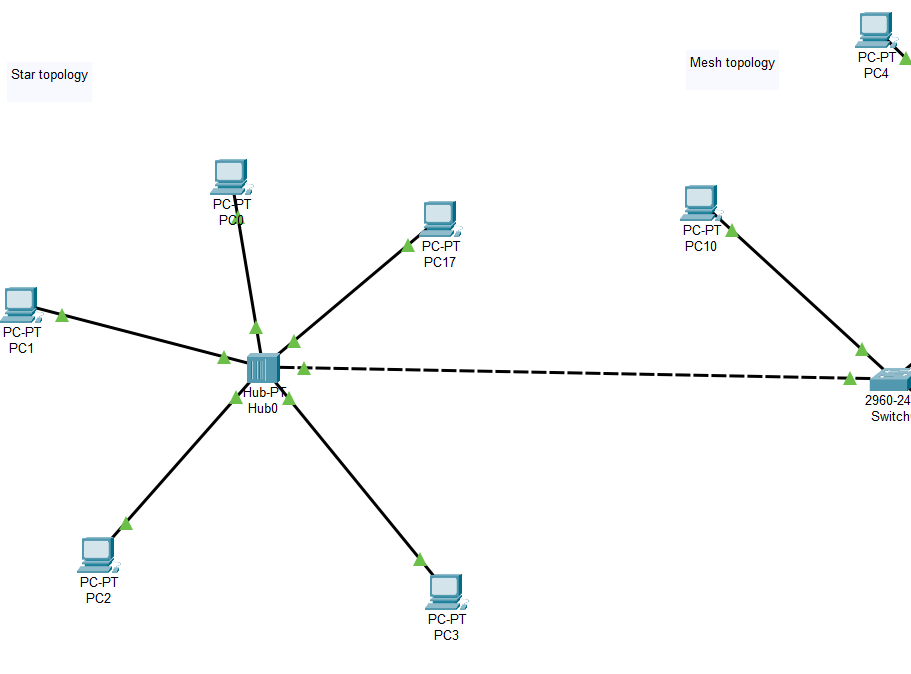 Star topology
Mesh topology
PC-PT
PC4
PC-PT
PC0
PC-PT
PC17
PC-PT
PC10
PC-PT
PC1
Hub-PT
Hub0
2960-24
Switch
PC-PT
PC2
PC-PT
PC3